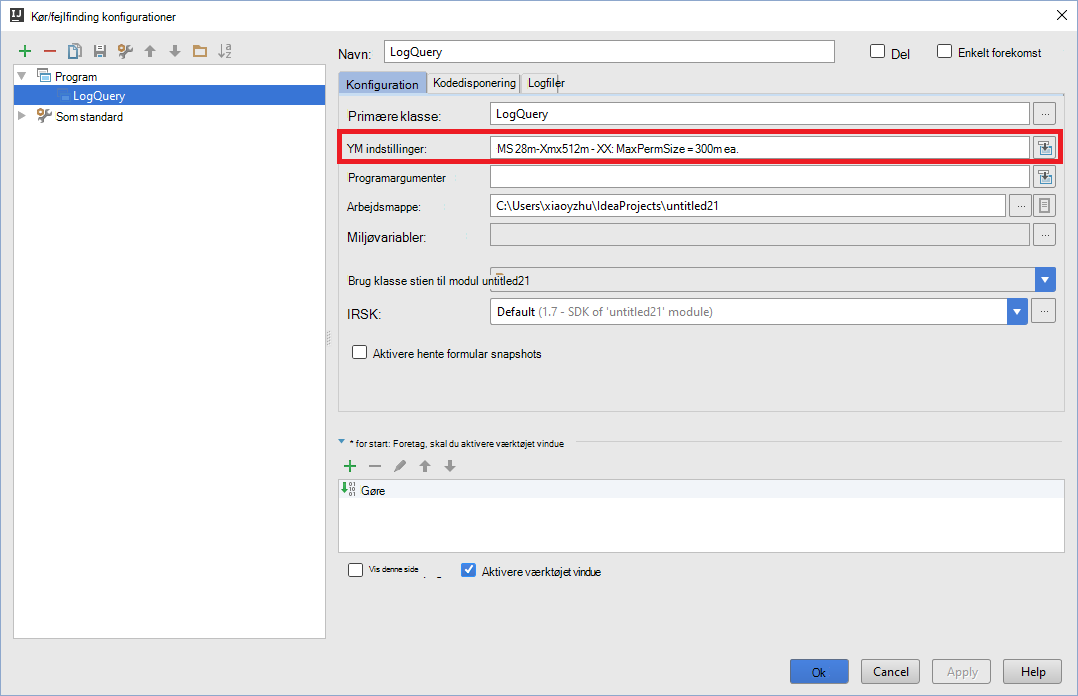 Kør/fejlfinding konfigurationer
Navn: LogQuery Del Enkelt forekomst
Program
LogQuery
Som standard
Konfiguration Kodedisponering Logfiler
Primære klasse: LogQuery ...
YM indstillinger: MS 28m-Xmx512m - XX: MaxPermSize = 300m ea.
Programargumenter
Arbejdsmappe: C:\Users\xiaoyzhu\IdeaProjects\untitled21 ...
Miljøvariabler: ...
Brug klasse stien til modul untitled21
IRSK: Default (1.7 - SDK of 'untitled21' module) ...
Aktivere hente formular snapshots
* for start: Foretag, skal du aktivere værktøjet vindue
Gøre
Vis denne side Aktivere værktøjet vindue
Ok Cancel Apply Help